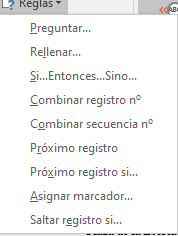 Reglas
ABC
Preguntar...
Rellenar...
Si...Entonces...Sino...
Combinar registro nº
Combinar secuencia nº
Próximo registro
Próximo registro si...
Asignar marcador...
Saltar registro si...